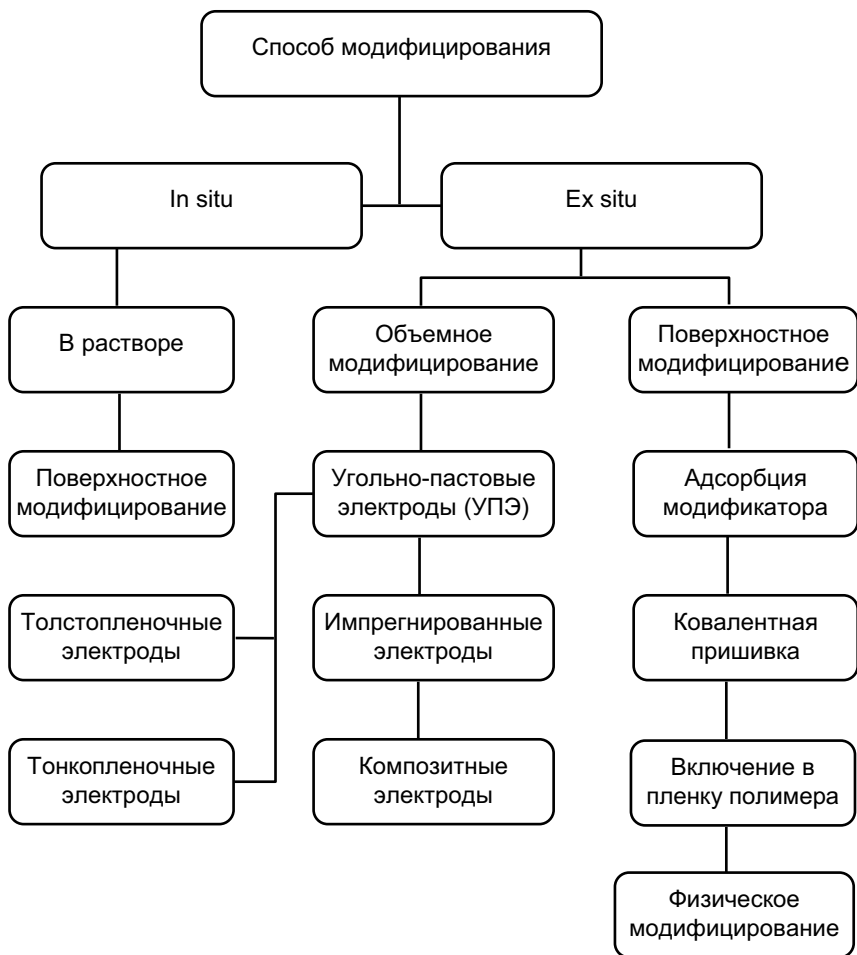 Способ модифицирования
In situ
Ex situ
В растворе
Объемное
модифицирование
Поверхностное
модифицирование
Поверхностное
модифицирование
Угольно-пастовые
электроды (УПЭ)
Адсорбция
модификатора
Толстопленочные
электроды
Импрегнированные
электроды
Ковалентная
пришивка
Тонкопленочные
электроды
Композитные
электроды
Включение в
пленку полимера
Физическое
модифицирование